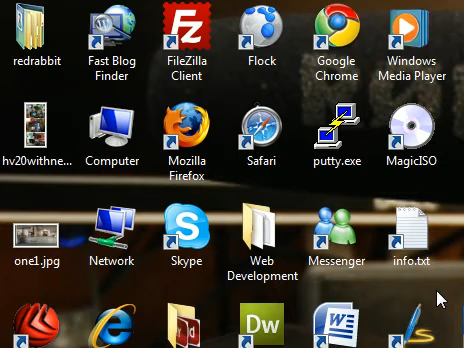 FZ
redrabbit
Fast Blog
Finder
FileZilla
Client
Flock
Google
Chrome
Windows
Media Player
hv20withne...
Computer
Mozilla
Firefox
Safari
putty.exe
MagicISO
one1.jpg
Network
Skype
Web
Development
Messenger
info.txt
Dw
W